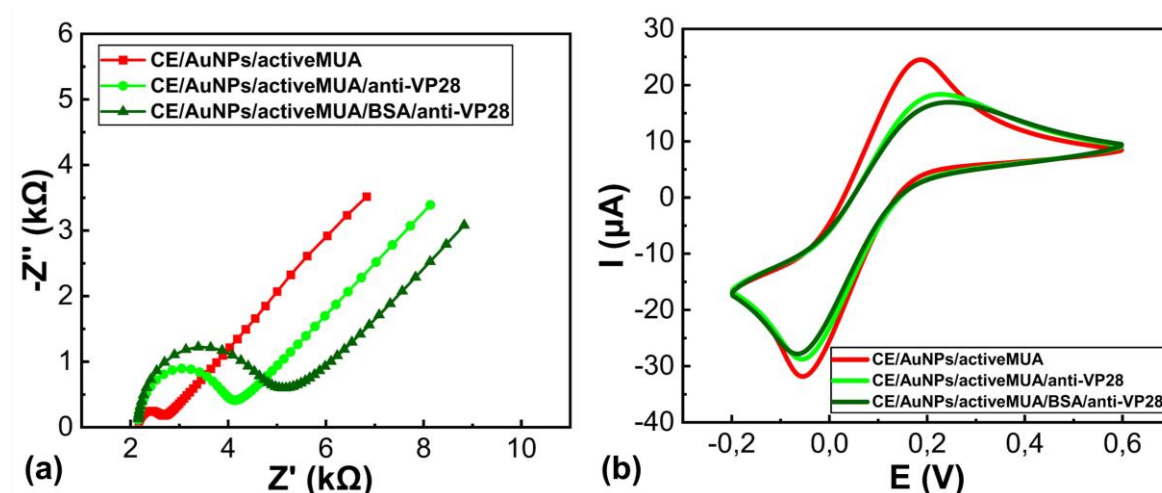 6
5
4
3
2
1
0
-Z'' (kΩ)
CE/AuNPs/activeMUA
CE/AuNPs/activeMUA/anti-VP28
CE/AuNPs/activeMUA/BSA/anti-VP28
0
2
4
6
8
10
Z' (kΩ)
(a)
30
20
10
0
-10
-20
-30
-40
I (µA)
CE/AuNPs/activeMUA
CE/AuNPs/activeMUA/anti-VP28
CE/AuNPs/activeMUA/BSA/anti-VP28
-0,2
0,0
0,2
0,4
0,6
E (V)
(b)